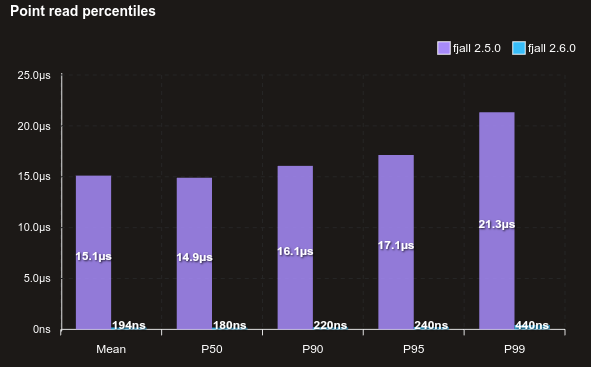 Point read percentiles
fjall 2.5.0 fjall 2.6.0
25.0µs
20.0µs
15.0µs
10.0µs
5.0µs
0ns
15.1µs 194ns
14.9µs 180ns
16.1µs 220ns
17.1µs 240ns
21.3µs 440ns
Mean P50 P90 P95 P99